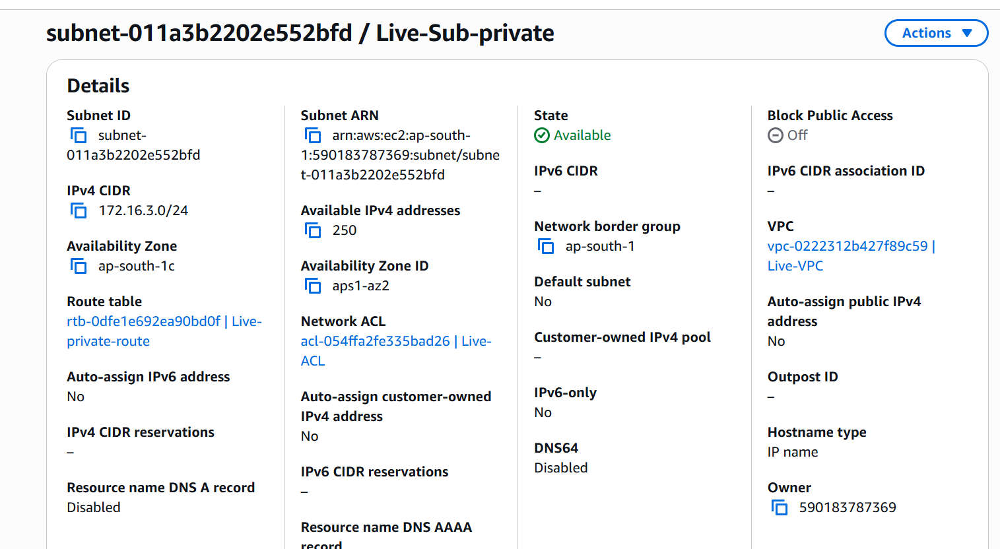 subnet-011a3b2202e552bfd / Live-Sub-private
Actions
Details
Subnet ID
subnet-
011a3b2202e552bfd
IPv4 CIDR
172.16.3.0/24
Availability Zone
ap-south-1c
Route table
rtb-0dfe1e692ea90bd0f | Live-
private-route
Auto-assign IPv6 address
No
IPv4 CIDR reservations
–
Resource name DNS A record
Disabled
Subnet ARN
arn:aws:ec2:ap-south-
1:590183787369:subnet/subne
t-011a3b2202e552bfd
Available IPv4 addresses
250
Availability Zone ID
aps1-az2
Network ACL
acl-054ffa2fe335bad26 | Live-
ACL
Auto-assign customer-owned
IPv4 address
No
IPv6 CIDR reservations
–
Resource name DNS AAAA
record
State
Available
IPv6 CIDR
–
Network border group
ap-south-1
Default subnet
No
Customer-owned IPv4 pool
–
IPv6-only
No
DNS64
Disabled
Block Public Access
Off
IPv6 CIDR association ID
–
VPC
vpc-0222312b427f89c59 |
Live-VPC
Auto-assign public IPv4
address
No
Outpost ID
–
Hostname type
IP name
Owner
590183787369